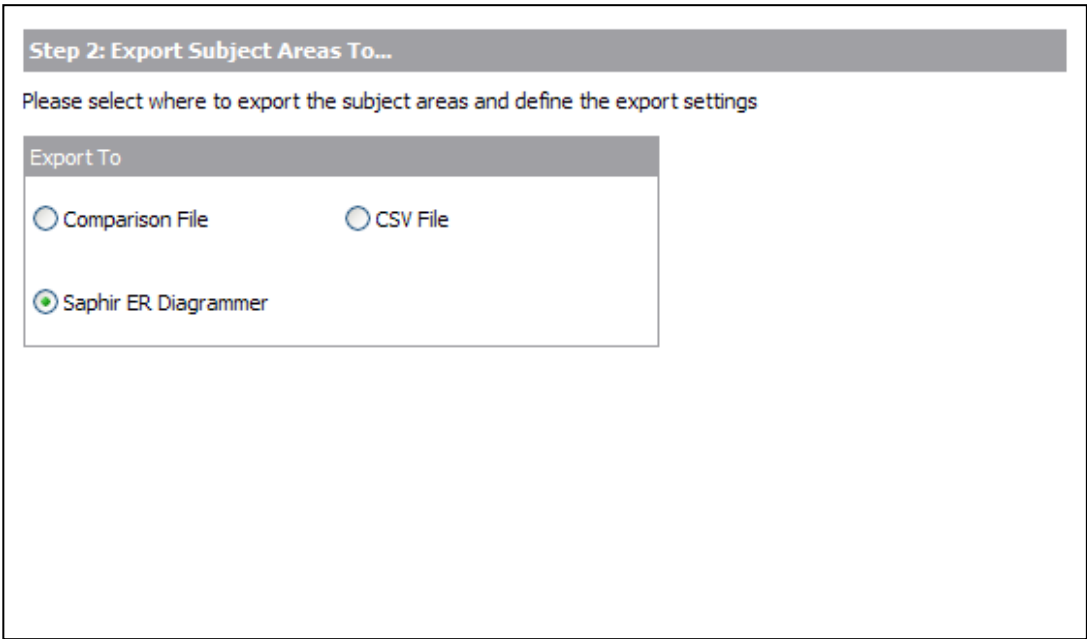 Step 2: Export Subject Areas To...
Please select where to export the subject areas and define the export settings
Export To
Comparison File CSV File
Saphir ER Diagrammer